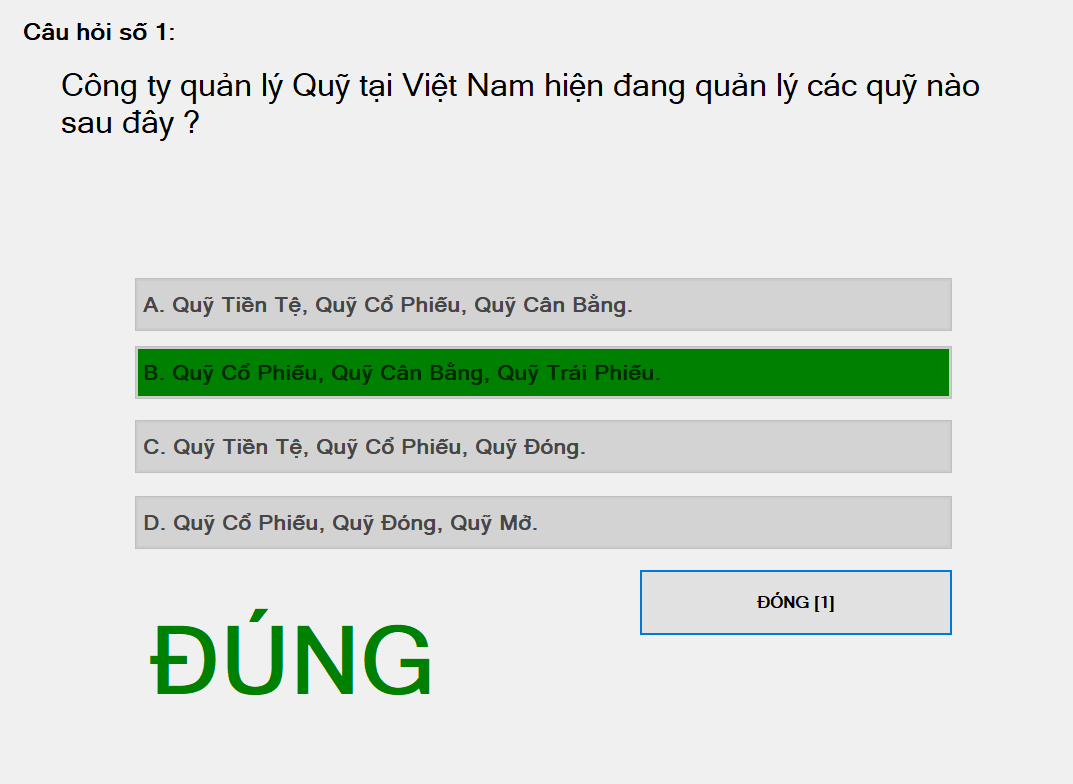 Câu hỏi số 1:
Công ty quản lý Quỹ tại Việt Nam hiện đang quản lý các quỹ nào
sau đây ?
A. Quỹ Tiền Tệ, Quỹ Cổ Phiếu, Quỹ Cân Bằng.
B. Quỹ Cổ Phiếu, Quỹ Cân Bằng, Quỹ Trái Phiếu.
C. Quỹ Tiền Tệ, Quỹ Cổ Phiếu, Quỹ Đóng.
D. Quỹ Cổ Phiếu, Quỹ Đóng, Quỹ Mở.
ĐÓNG [1]
ĐÚNG